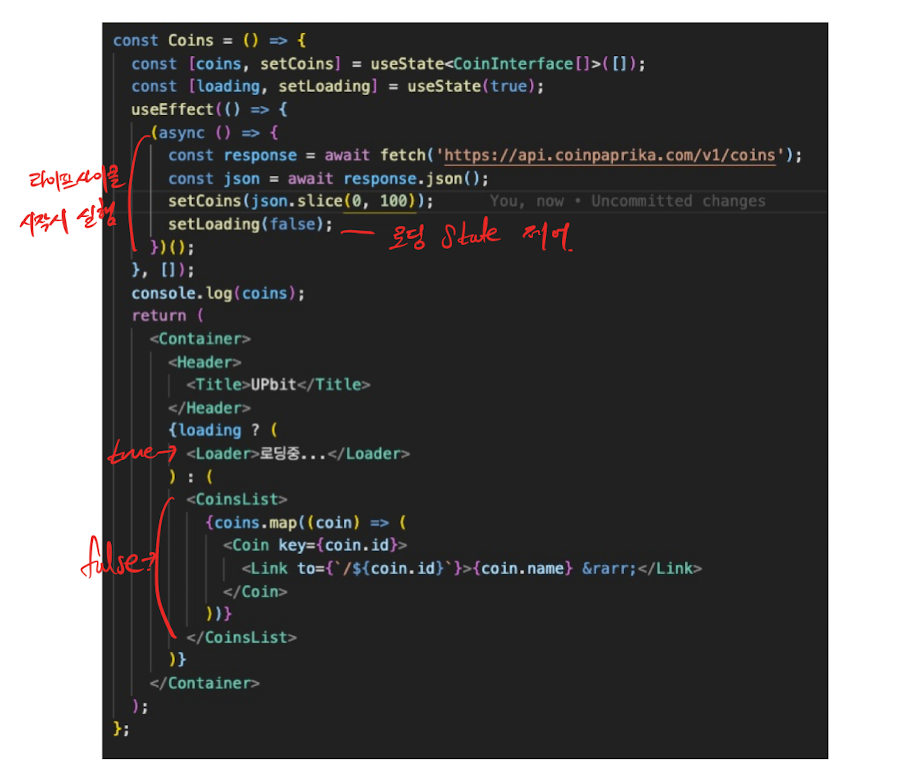 const Coins = () => {
const [coins, setCoins] = useState<CoinInterface[]>([]);
const [loading, setLoading] = useState(true);
useEffect(() => {
(async () => {
const response = await fetch('https://api.coinpaprika.com/v1/coins');
라이프사이클
const json = await response.json();
setCoins(json.slice(0, 100)); You, now • Uncommitted changes
시작시 실행
setLoading(false);
로딩 state 제어
})();
}, []);
console.log(coins);
return (
<Container>
<Header>
<Title>UPbit</Title>
</Header>
{loading ? (
true → <Loader>로딩중...</Loader>
) : (
<CoinsList>
{coins.map((coin) => (
<Coin key={coin.id}>
false → <Link to={`/${coin.id}`}>{coin.name} &rarr;</Link>
</Coin>
))}
</CoinsList>
)}
</Container>
);
};